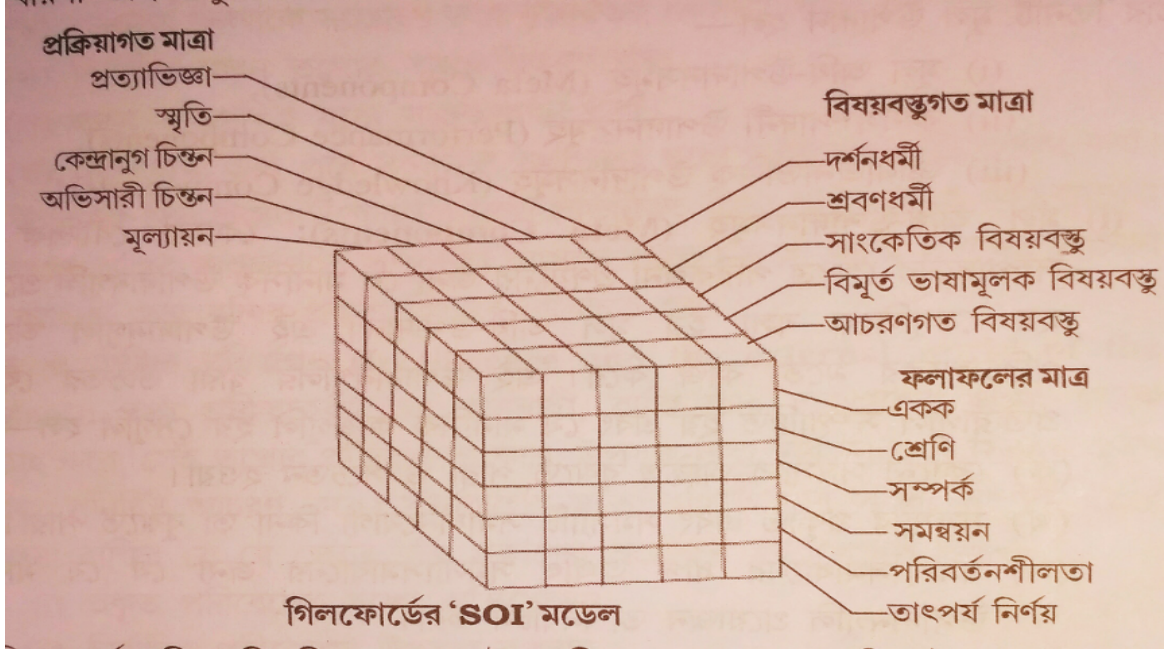 প্রক্রিয়াগত মাত্রা
প্রত্যাভিজ্ঞা
স্মৃতি
কেন্দ্রানুগ চিন্তন
অভিসারী চিন্তন
মূল্যায়ন
বিষয়বস্তুগত মাত্রা
দর্শনধর্মী
শ্রবণধর্মী
সাংকেতিক বিষয়বস্তু
বিমূর্ত ভাষামূলক বিষয়বস্তু
আচরণগত বিষয়বস্তু
ফলাফলের মাত্র
একক
শ্রেণি
সম্পর্ক
সমন্বয়ন
পরিবর্তনশীলতা
তাৎপর্য নির্ণয়
গিলফোর্ডের ‘SOI’ মডেল